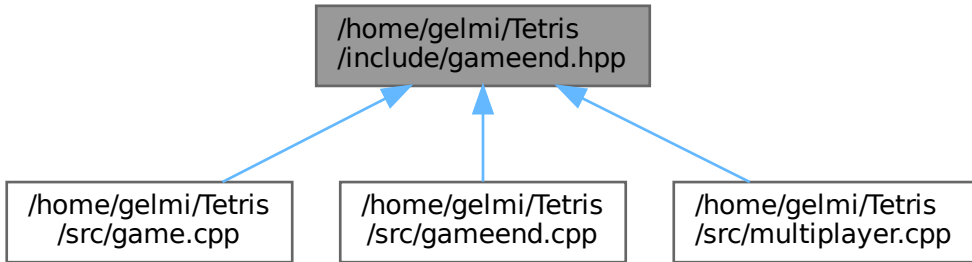 /home/gelmi/Tetris
/include/gameend.hpp
/home/gelmi/Tetris
/src/game.cpp
/home/gelmi/Tetris
/src/gameend.cpp
/home/gelmi/Tetris
/src/multiplayer.cpp